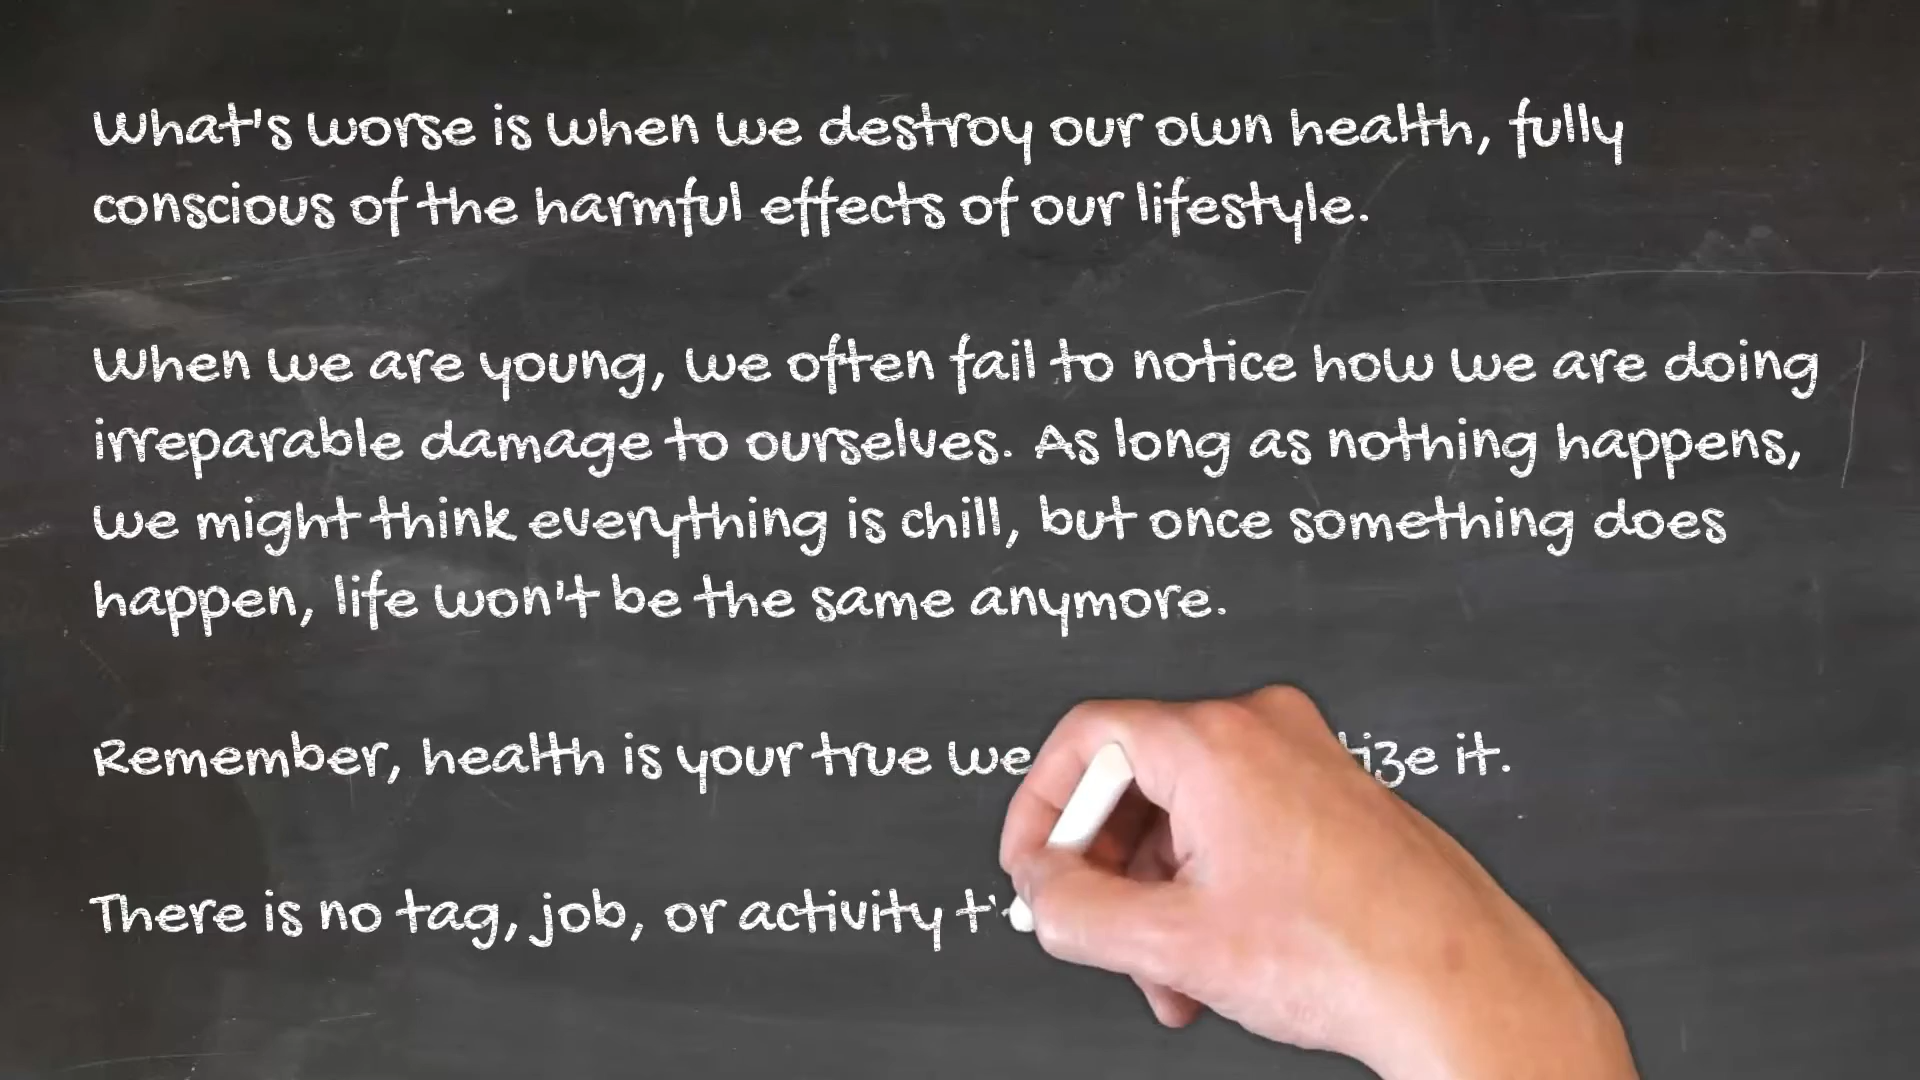 What's worse is when we destroy our own health, fully
conscious of the harmful effects of our lifestyle.
When we are young, we often fail to notice how we are doing
irreparable damage to ourselves. As long as nothing happens,
we might think everything is chill, but once something does
happen, life won't be the same anymore.
Remember, health is your true it.
There is no tag, job, or activity